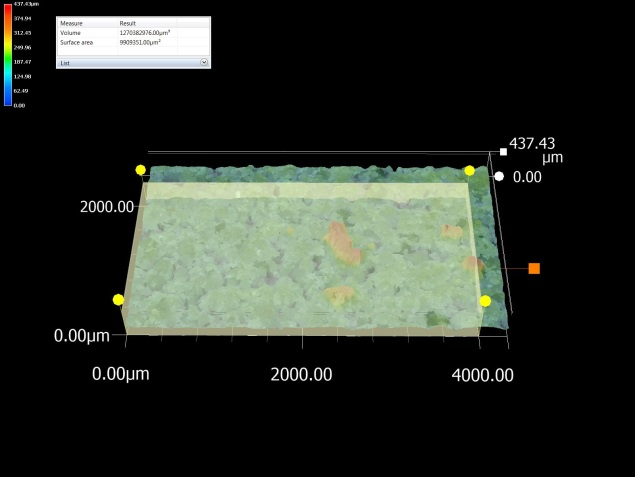 437.43µm
374.94
312.45
249.96
187.47
124.98
62.49
0.00
Measure Result
Volume 1270382976.00µm³
Surface area 9909351.00µm²
List
437.43
µm
0.00
2000.00
0.00µm
0.00µm 2000.00 4000.00